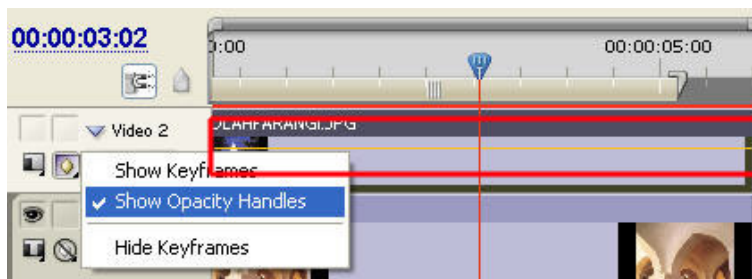 00:00:03:02
:00
00:00:05:00
Video 2
OLAHFARANGI.JPG
Show Keyframes
Show Opacity Handles
Hide Keyframes